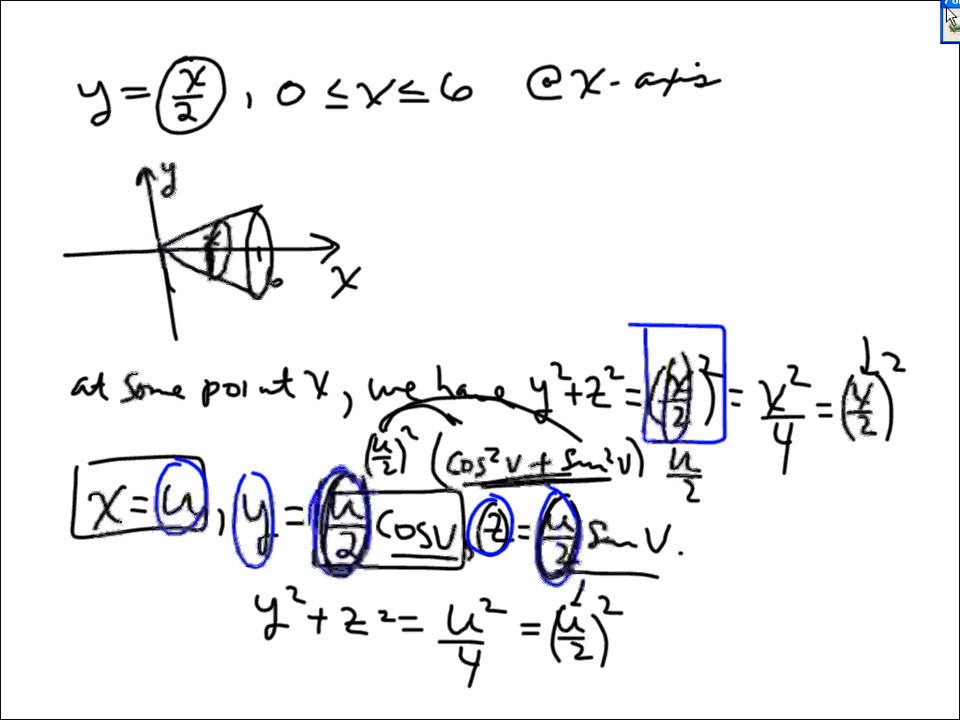 y = x/2, 0 ≤ x ≤ 6 @ x-axis
y
x
6
at some point x, we have y² + z² = (x/2)² = x²/4 = (x/2)²
(u/2)² (cos²v + sin²v) u/2
x = u, y = u/2 cos v, z = u/2 sin v.
y² + z² = u²/4 = (u/2)²